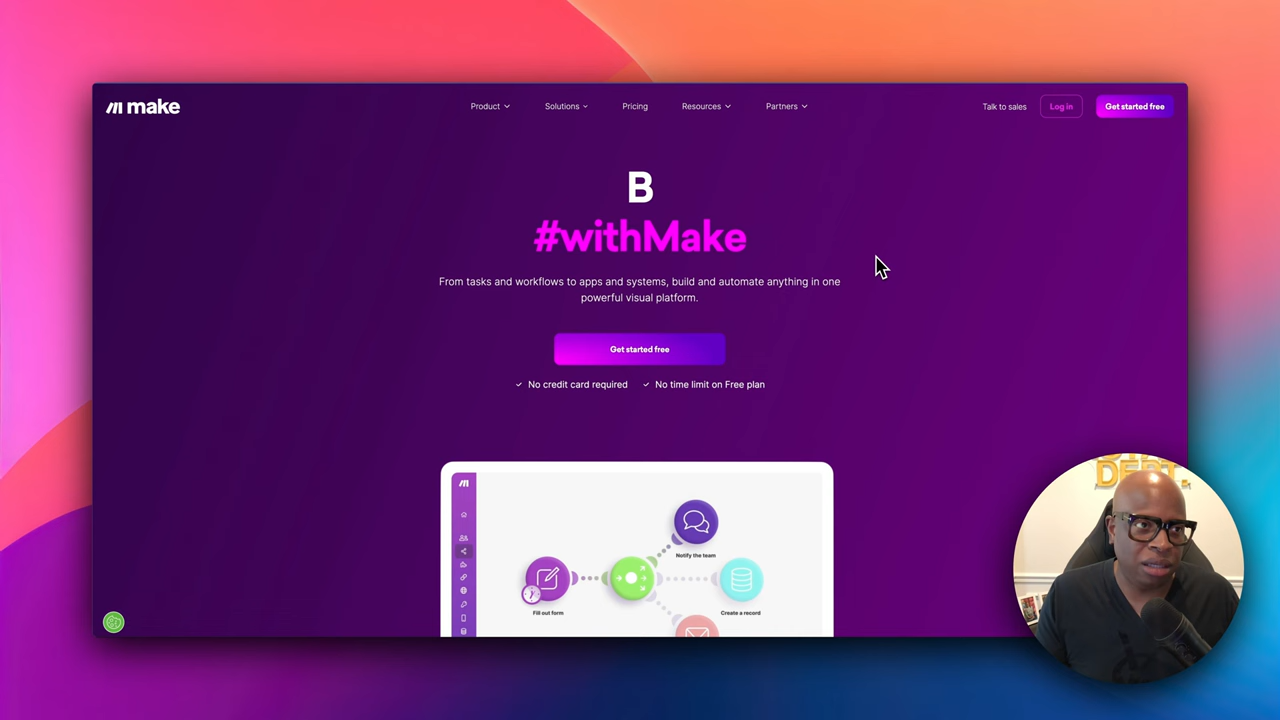 make
Product
Solutions
Pricing
Resources
Partners
Talk to sales
Log in
Get started free
B
#withMake
From tasks and workflows to apps and systems, build and automate anything in one
powerful visual platform.
Get started free
No credit card required
No time limit on Free plan
Notify the team
Fill out form
Create a record
DEPT.